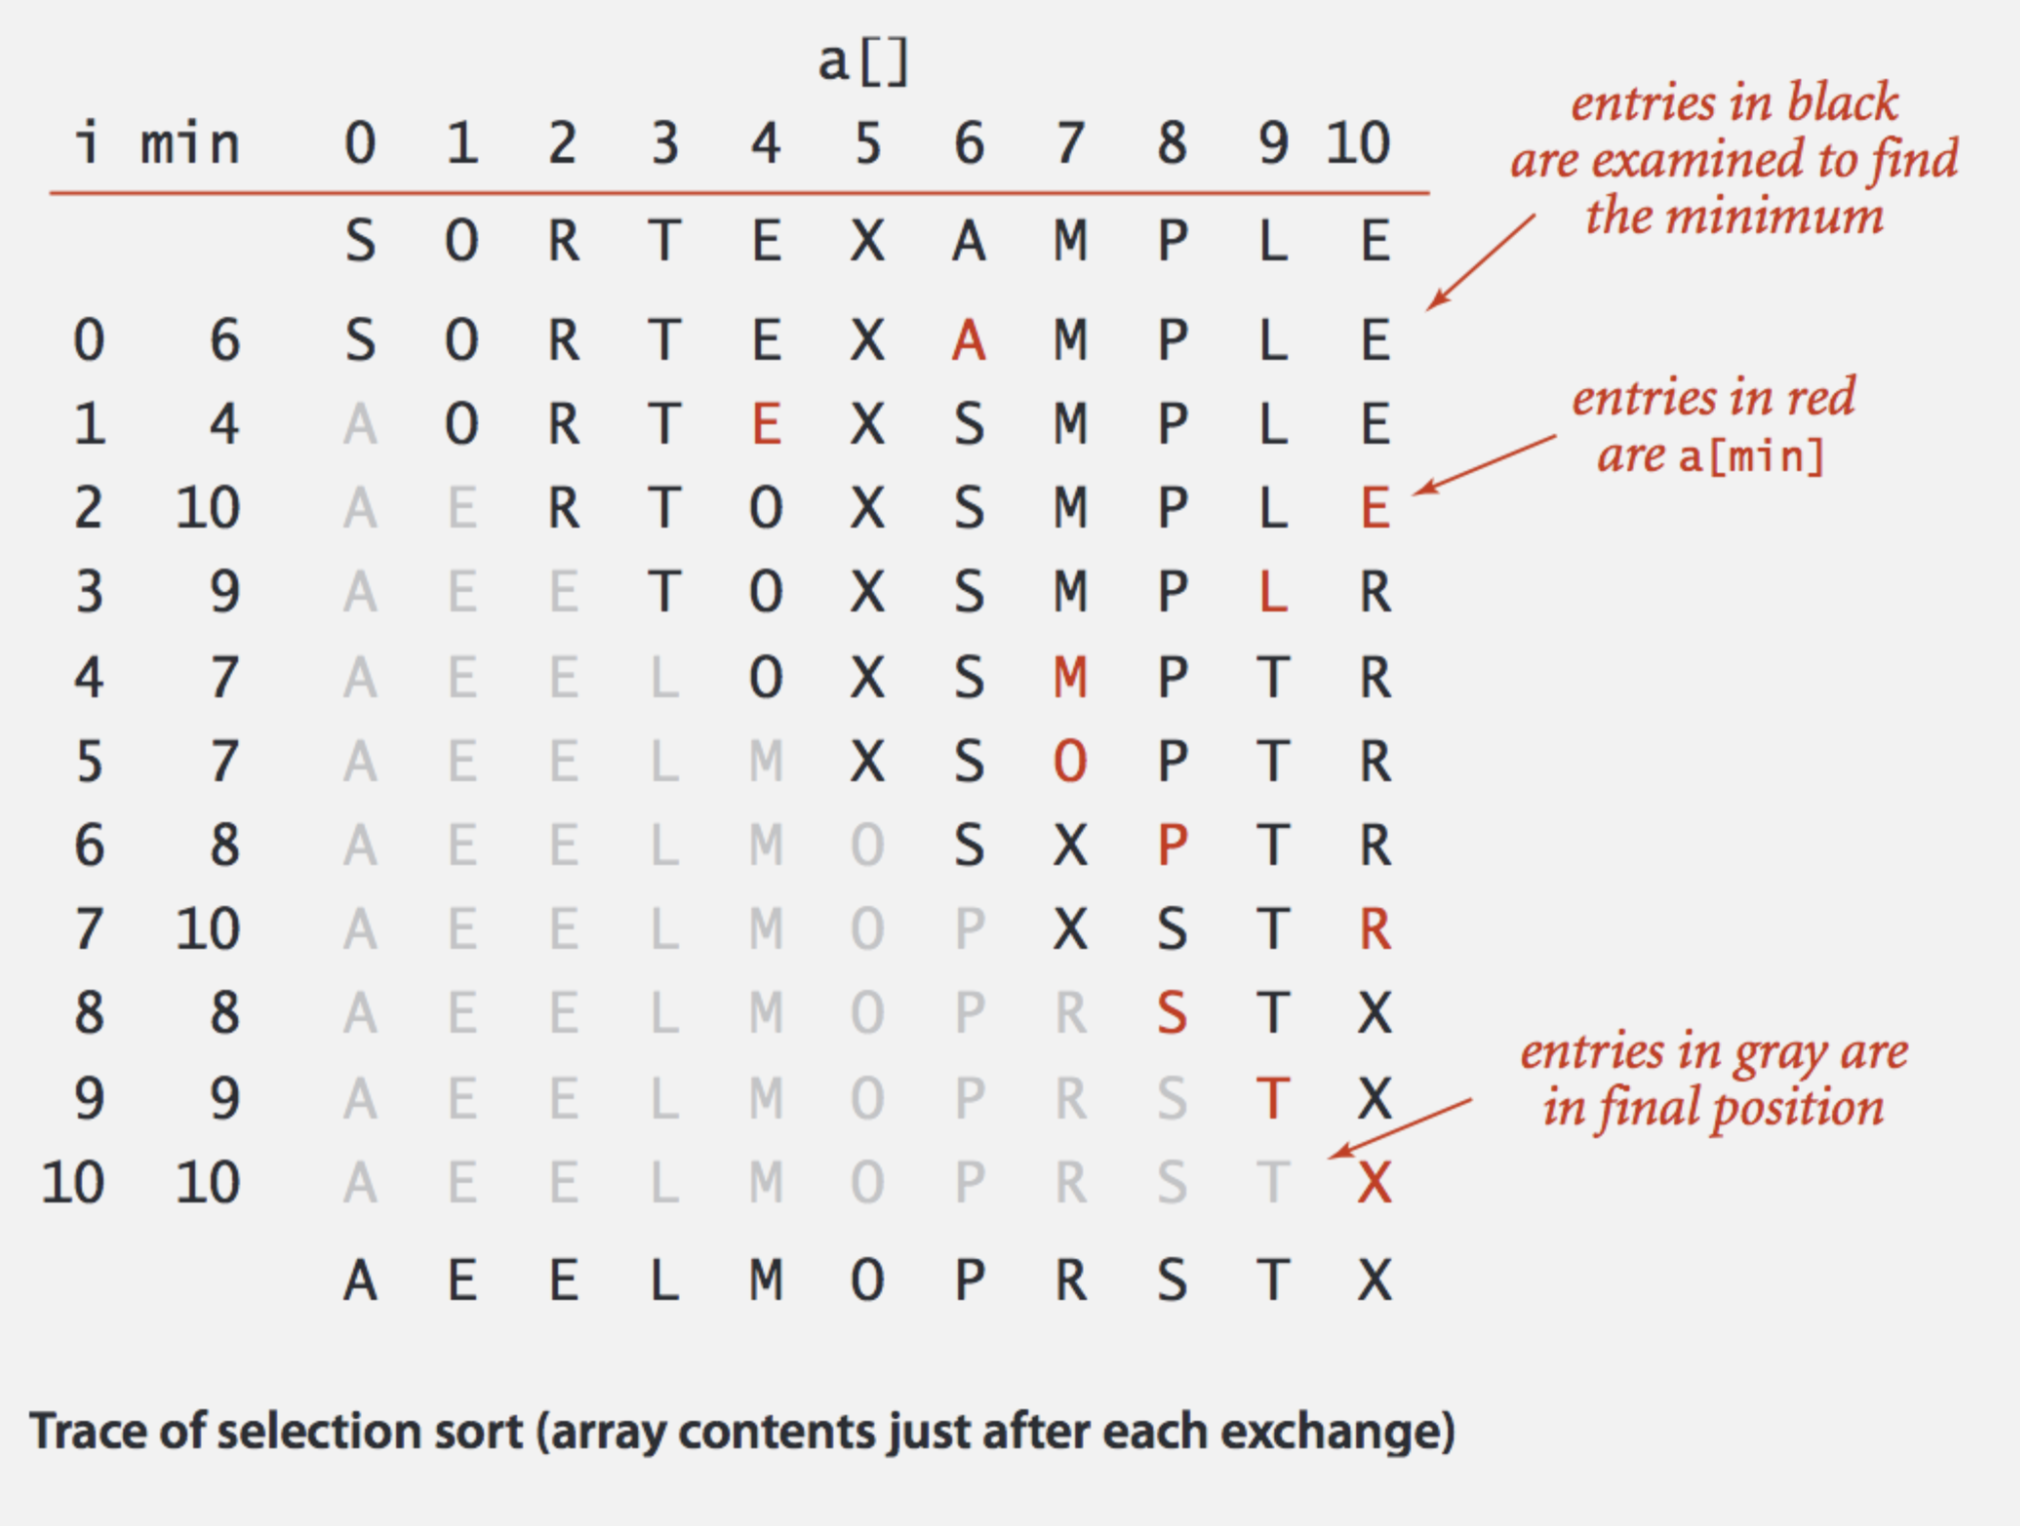 a[]
i min 0 1 2 3 4 5 6 7 8 9 10
S O R T E X A M P L E
0 6 S O R T E X A M P L E
1 4 A O R T E X S M P L E
2 10 A E R T O X S M P L E
3 9 A E E T O X S M P L R
4 7 A E E L O X S M P T R
5 7 A E E L M X S O P T R
6 8 A E E L M O S X P T R
7 10 A E E L M O P X S T R
8 8 A E E L M O P R S T X
9 9 A E E L M O P R S T X
10 10 A E E L M O P R S T X
A E E L M O P R S T X
entries in black
are examined to find
the minimum
entries in red
are a[min]
entries in gray are
in final position
Trace of selection sort (array contents just after each exchange)